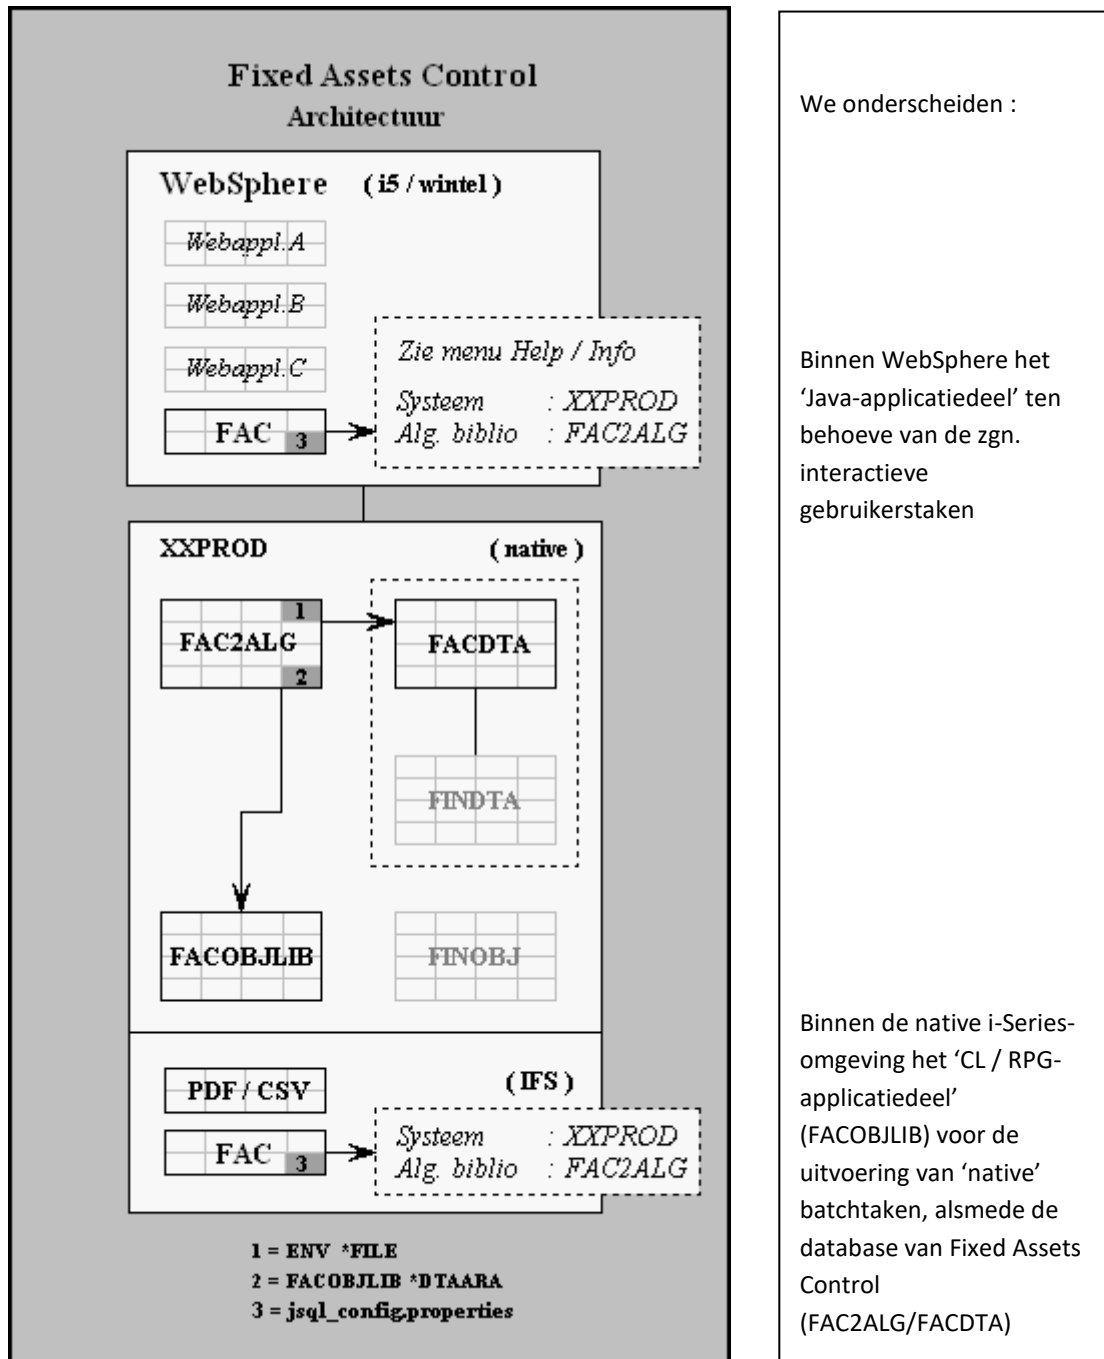 Fixed Assets Control
Architectuur
WebSphere ( i5 / wintel )
Webappl.A
Webappl.B
Webappl.C
FAC 3
Zie menu Help / Info
Systeem : XXPROD
Alg. biblio : FAC2ALG
XXPROD ( native )
1
FAC2ALG
2
FACDTA
FINDTA
FACOBJLIB
FINOBJ
( IFS )
PDF / CSV
FAC 3
Systeem : XXPROD
Alg. biblio : FAC2ALG
1 = ENV *FILE
2 = FACOBJLIB *DTAARA
3 = jsql_config.properties
We onderscheiden :
Binnen WebSphere het
‘Java-applicatiedeel’ ten
behoeve van de zgn.
interactieve
gebruikerstaken
Binnen de native i-Series-
omgeving het ‘CL / RPG-
applicatiedeel’
(FACOBJLIB) voor de
uitvoering van ‘native’
batchtaken, alsmede de
database van Fixed Assets
Control
(FAC2ALG/FACDTA)